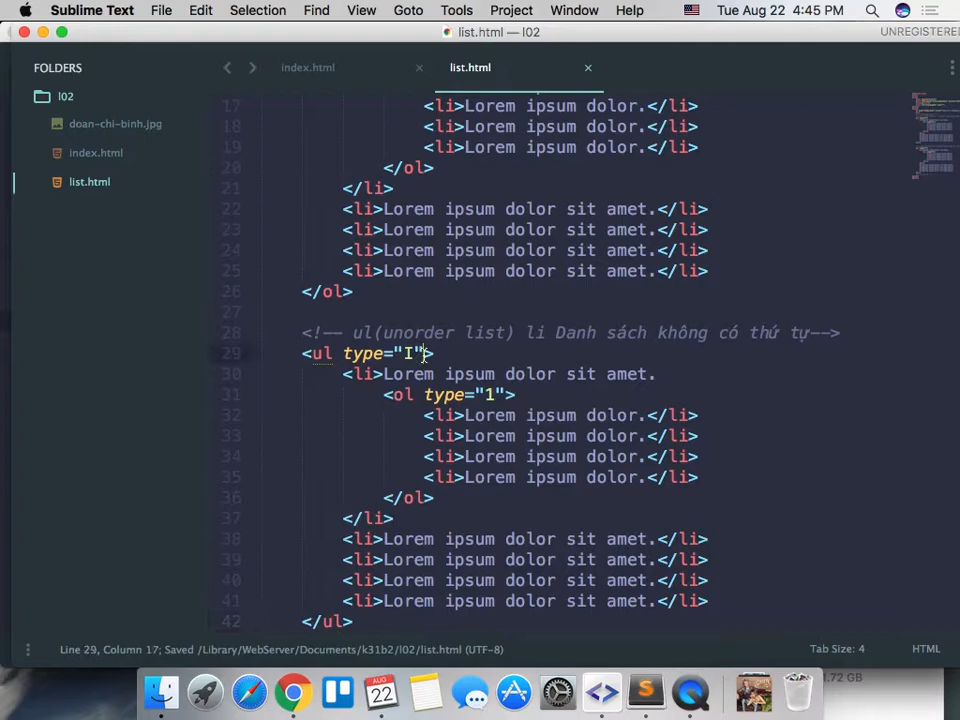 Sublime Text File Edit Selection Find View Goto Tools Project Window Help Tue Aug 22 4:45 PM
list.html — l02
UNREGISTERED
FOLDERS
l02
doan-chi-binh.jpg
index.html
list.html
index.html × list.html ×
17 <li>Lorem ipsum dolor.</li>
18 <li>Lorem ipsum dolor.</li>
19 <li>Lorem ipsum dolor.</li>
20 </ol>
21 </li>
22 <li>Lorem ipsum dolor sit amet.</li>
23 <li>Lorem ipsum dolor sit amet.</li>
24 <li>Lorem ipsum dolor sit amet.</li>
25 <li>Lorem ipsum dolor sit amet.</li>
26 </ol>
27
28 <!-- ul(unorder list) li Danh sách không có thứ tự-->
29 <ul type="I">
30 <li>Lorem ipsum dolor sit amet.
31 <ol type="1">
32 <li>Lorem ipsum dolor.</li>
33 <li>Lorem ipsum dolor.</li>
34 <li>Lorem ipsum dolor.</li>
35 <li>Lorem ipsum dolor.</li>
36 </ol>
37 </li>
38 <li>Lorem ipsum dolor sit amet.</li>
39 <li>Lorem ipsum dolor sit amet.</li>
40 <li>Lorem ipsum dolor sit amet.</li>
41 <li>Lorem ipsum dolor sit amet.</li>
42 </ul>
Line 29, Column 17; Saved /Library/WebServer/Documents/k31b2/l02/list.html (UTF-8) Tab Size: 4 HTML
AUG
22
.72 GB